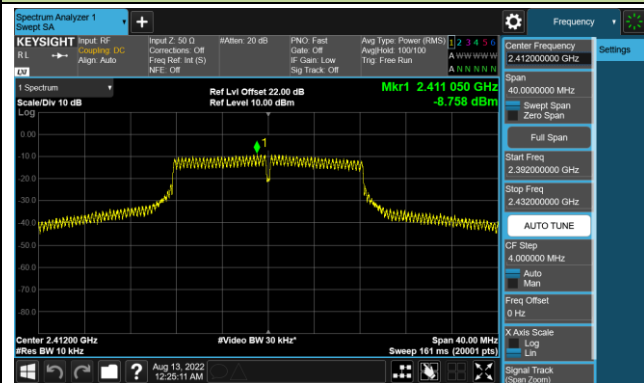 Spectrum Analyzer 1
Swept SA
+
Frequency
KEYSIGHT
RL
LXI
Input: RF
Coupling: DC
Align: Auto
Input Z: 50 Ω
Corrections: Off
Freq Ref: Int (S)
NFE: Off
#Atten: 20 dB
PNO: Fast
Gate: Off
IF Gain: Low
Sig Track: Off
Avg Type: Power (RMS)
Avg|Hold: 100/100
Trig: Free Run
1 2 3 4 5 6
A W W W W W
A N N N N N
Center Frequency
2.412000000 GHz
Settings
Span
40.0000000 MHz
Swept Span
Zero Span
Full Span
Start Freq
2.392000000 GHz
Stop Freq
2.432000000 GHz
AUTO TUNE
CF Step
4.000000 MHz
Auto
Man
Freq Offset
0 Hz
X Axis Scale
Log
Lin
Signal Track
(Span Zoom)
1 Spectrum
Scale/Div 10 dB
Log
Ref Lvl Offset 22.00 dB
Ref Level 10.00 dBm
Mkr1 2.411 050 GHz
-8.758 dBm
1
0.00
-10.0
-20.0
-30.0
-40.0
-50.0
-60.0
-70.0
-80.0
Center 2.41200 GHz
#Res BW 10 kHz
#Video BW 30 kHz*
Span 40.00 MHz
Sweep 161 ms (20001 pts)
?
Aug 13, 2022
12:25:11 AM